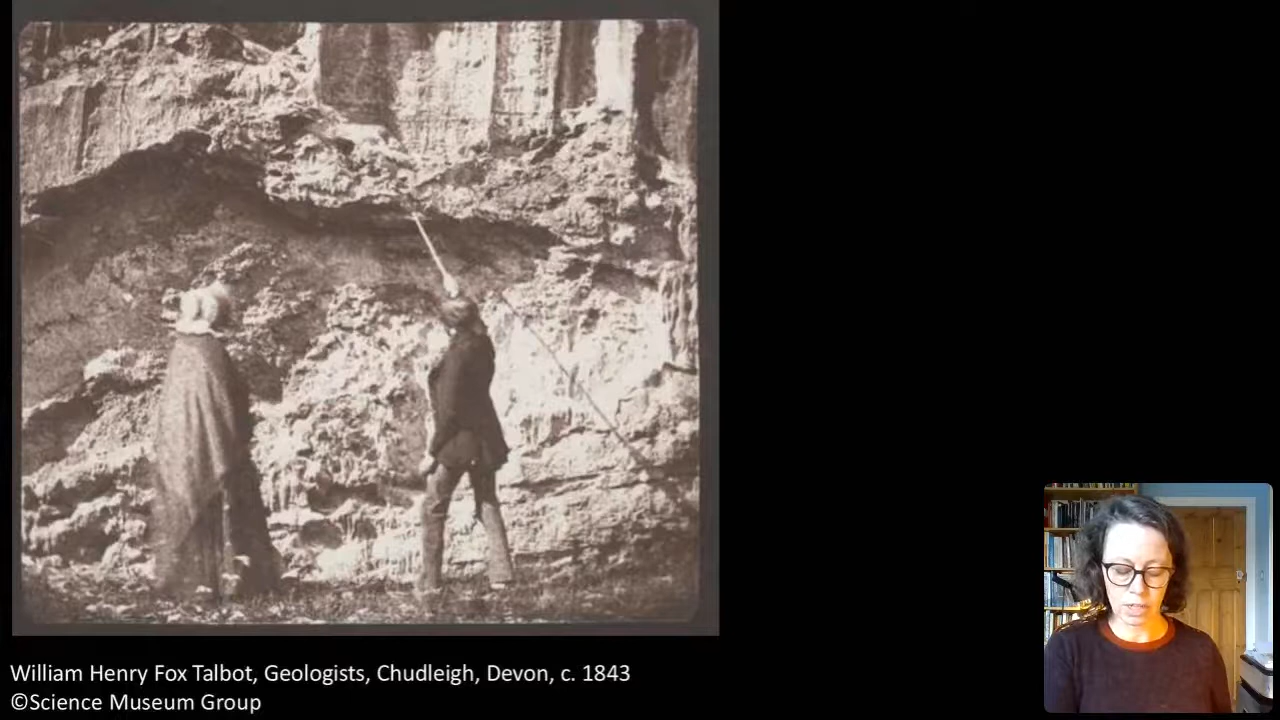 William Henry Fox Talbot, Geologists, Chudleigh, Devon, c. 1843
©Science Museum Group